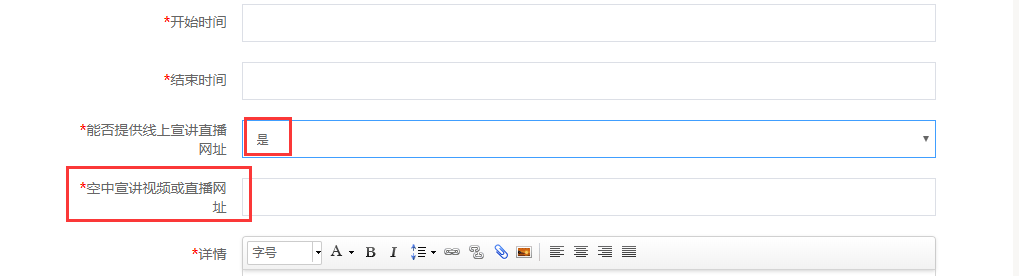 *开始时间
*结束时间
*能否提供线上宣讲直播
网址
是
*空中宣讲视频或直播网
址
*详情
字号 A B I